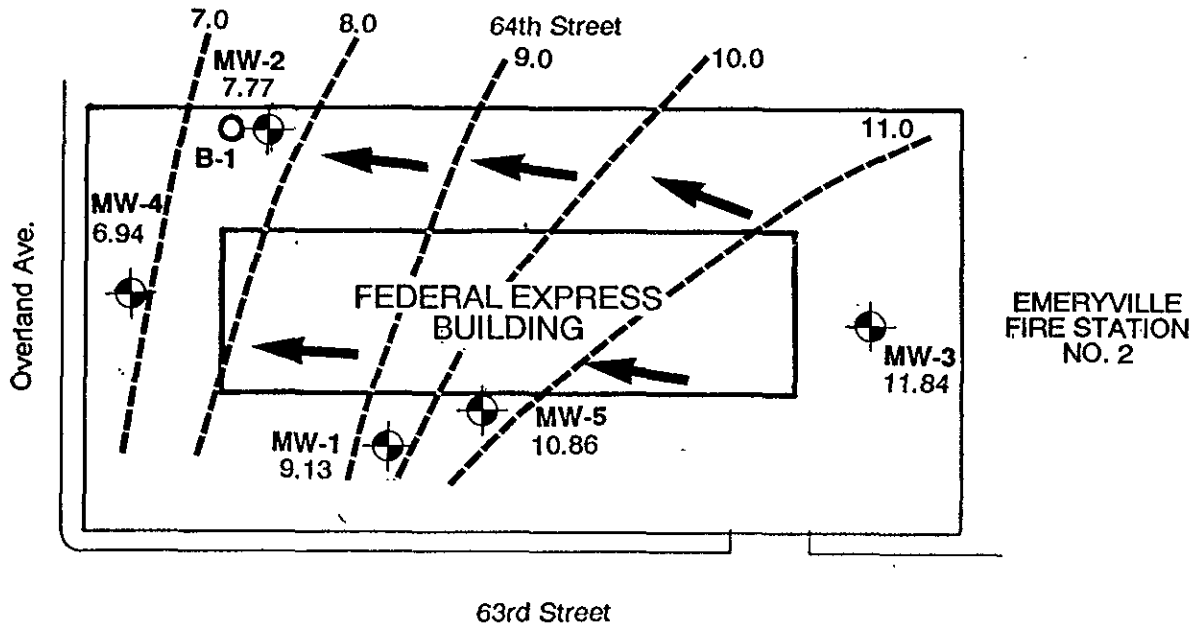 7.0
8.0
64th Street
9.0
10.0
11.0
MW-2
7.77
B-1
MW-4
6.94
Overland Ave.
FEDERAL EXPRESS
BUILDING
EMERYVILLE
FIRE STATION
NO. 2
MW-3
11.84
MW-5
10.86
MW-1
9.13
63rd Street